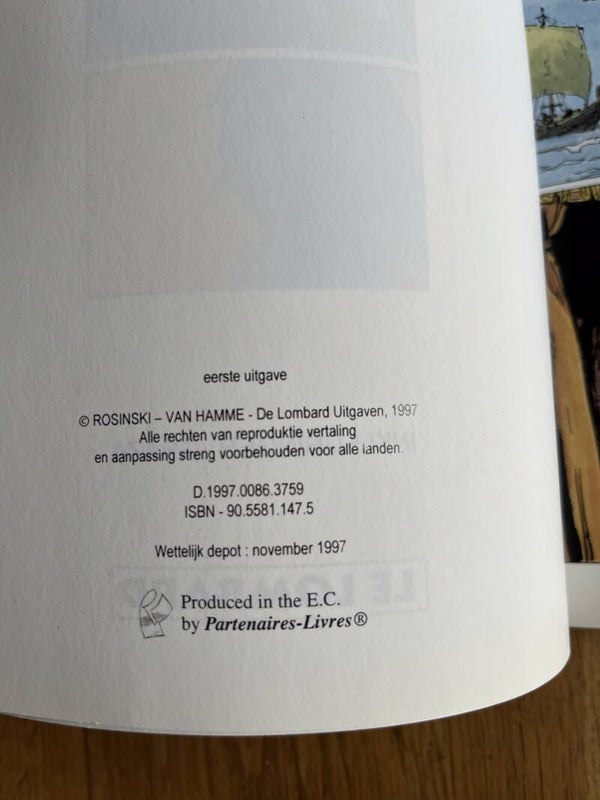 eerste uitgave
© ROSINSKI – VAN HAMME - De Lombard Uitgaven, 1997
Alle rechten van reproduktie vertaling
en aanpassing streng voorbehouden voor alle landen.
D.1997.0086.3759
ISBN - 90.5581.147.5
Wettelijk depot : november 1997
Produced in the E.C.
by Partenaires-Livres®
LE LOMBARD